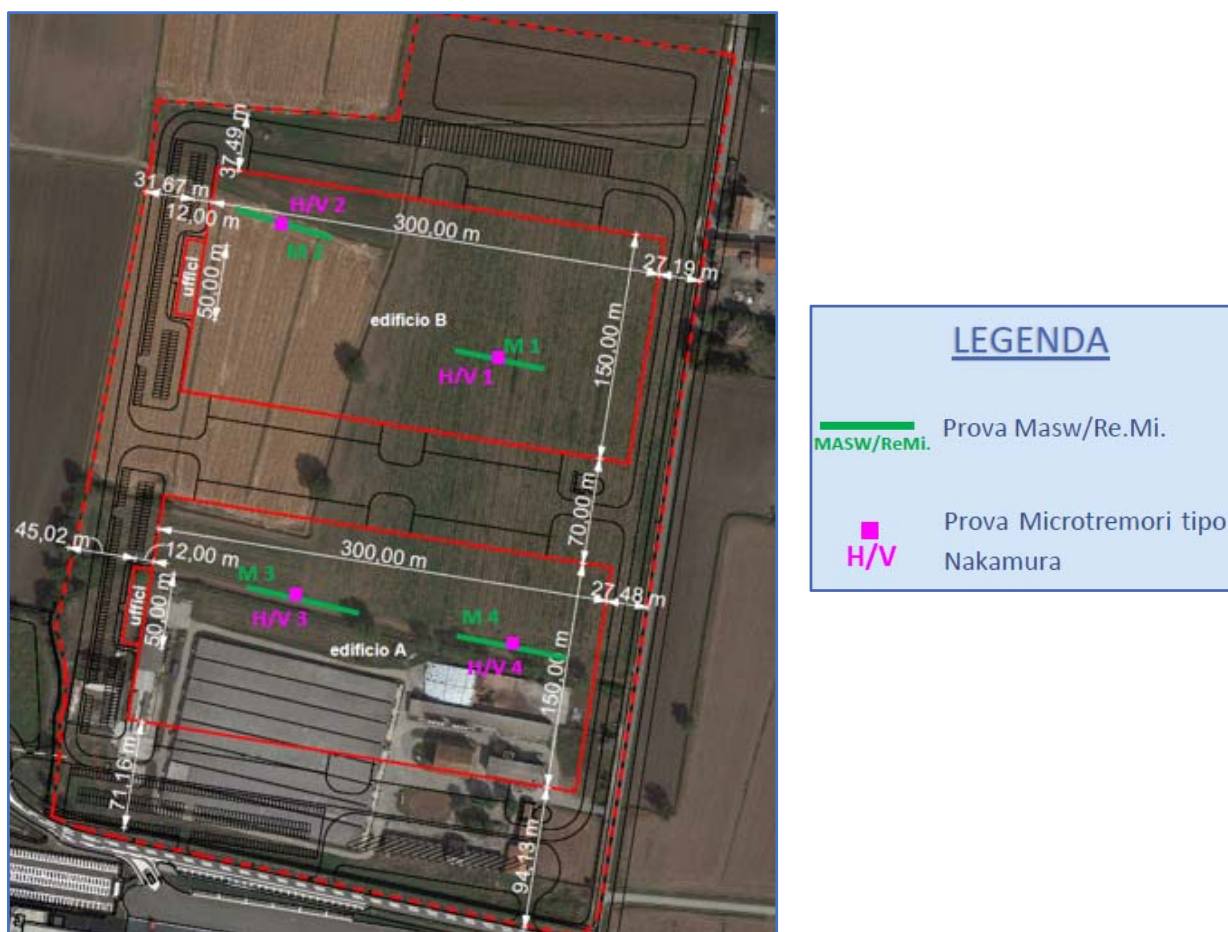 37,49 m
31,67 m
12,00 m
H/V 2
300,00 m
M 2
27,19 m
uffici
50,00 m
edificio B
M 1
H/V 1
150,00 m
70,00 m
45,02 m
12,00 m
300,00 m
27,48 m
M 3
H/V 3
M 4
H/V 4
uffici
50,00 m
edificio A
150,00 m
71,16 m
94,13 m
LEGENDA
MASW/ReMi.
Prova Masw/Re.Mi.
H/V
Prova Microtremori tipo
Nakamura